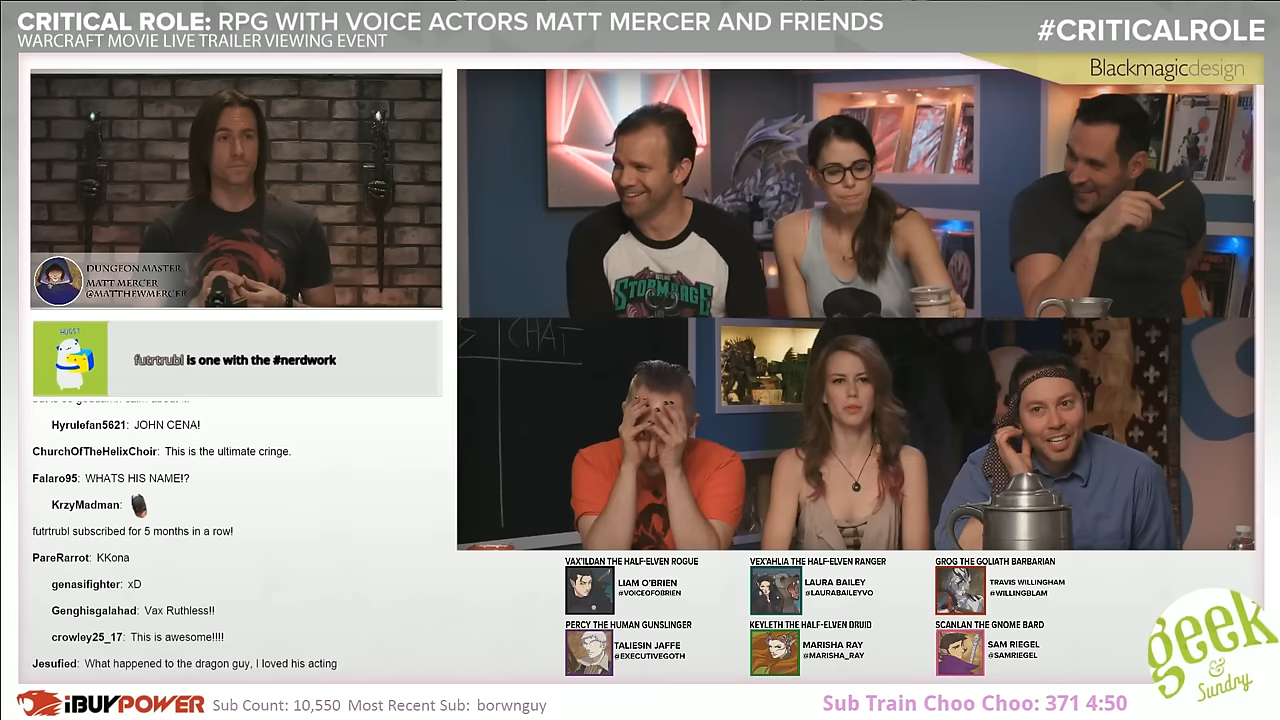 CRITICAL ROLE: RPG WITH VOICE ACTORS MATT MERCER AND FRIENDS
WARCRAFT MOVIE LIVE TRAILER VIEWING EVENT
#CRITICALROLE
Blackmagicdesign
DUNGEON MASTER
MATT MERCER
@MATTHEWMERCER
STORMRAGE
CHAT
HUGS?
futrtrubl is one with the #nerdwork
Hyrulefan5621: JOHN CENA!
ChurchOfTheHelixChoir: This is the ultimate cringe.
Falaro95: WHATS HIS NAME!?
KrzyMadman:
futrtrubl subscribed for 5 months in a row!
PareRarrot: KKona
genasifighter: xD
Genghisgalahad: Vax Ruthless!!
crowley25_17: This is awesome!!!!
Jesufied: What happened to the dragon guy, I loved his acting
VAX'ILDAN THE HALF-ELVEN ROGUE
LIAM O'BRIEN
@VOICEOFOBRIEN
VEX'AHLIA THE HALF-ELVEN RANGER
LAURA BAILEY
@LAURABAILEYVO
GROG THE GOLIATH BARBARIAN
TRAVIS WILLINGHAM
@WILLINGBLAM
PERCY THE HUMAN GUNSLINGER
TALIESIN JAFFE
@EXECUTIVEGOTH
KEYLETH THE HALF-ELVEN DRUID
MARISHA RAY
@MARISHA_RAY
SCANLAN THE GNOME BARD
SAM RIEGEL
@SAMRIEGEL
geek
&
Sundry
iBUYPOWER
Sub Count: 10,550 Most Recent Sub: borwnguy
Sub Train Choo Choo: 371 4:50